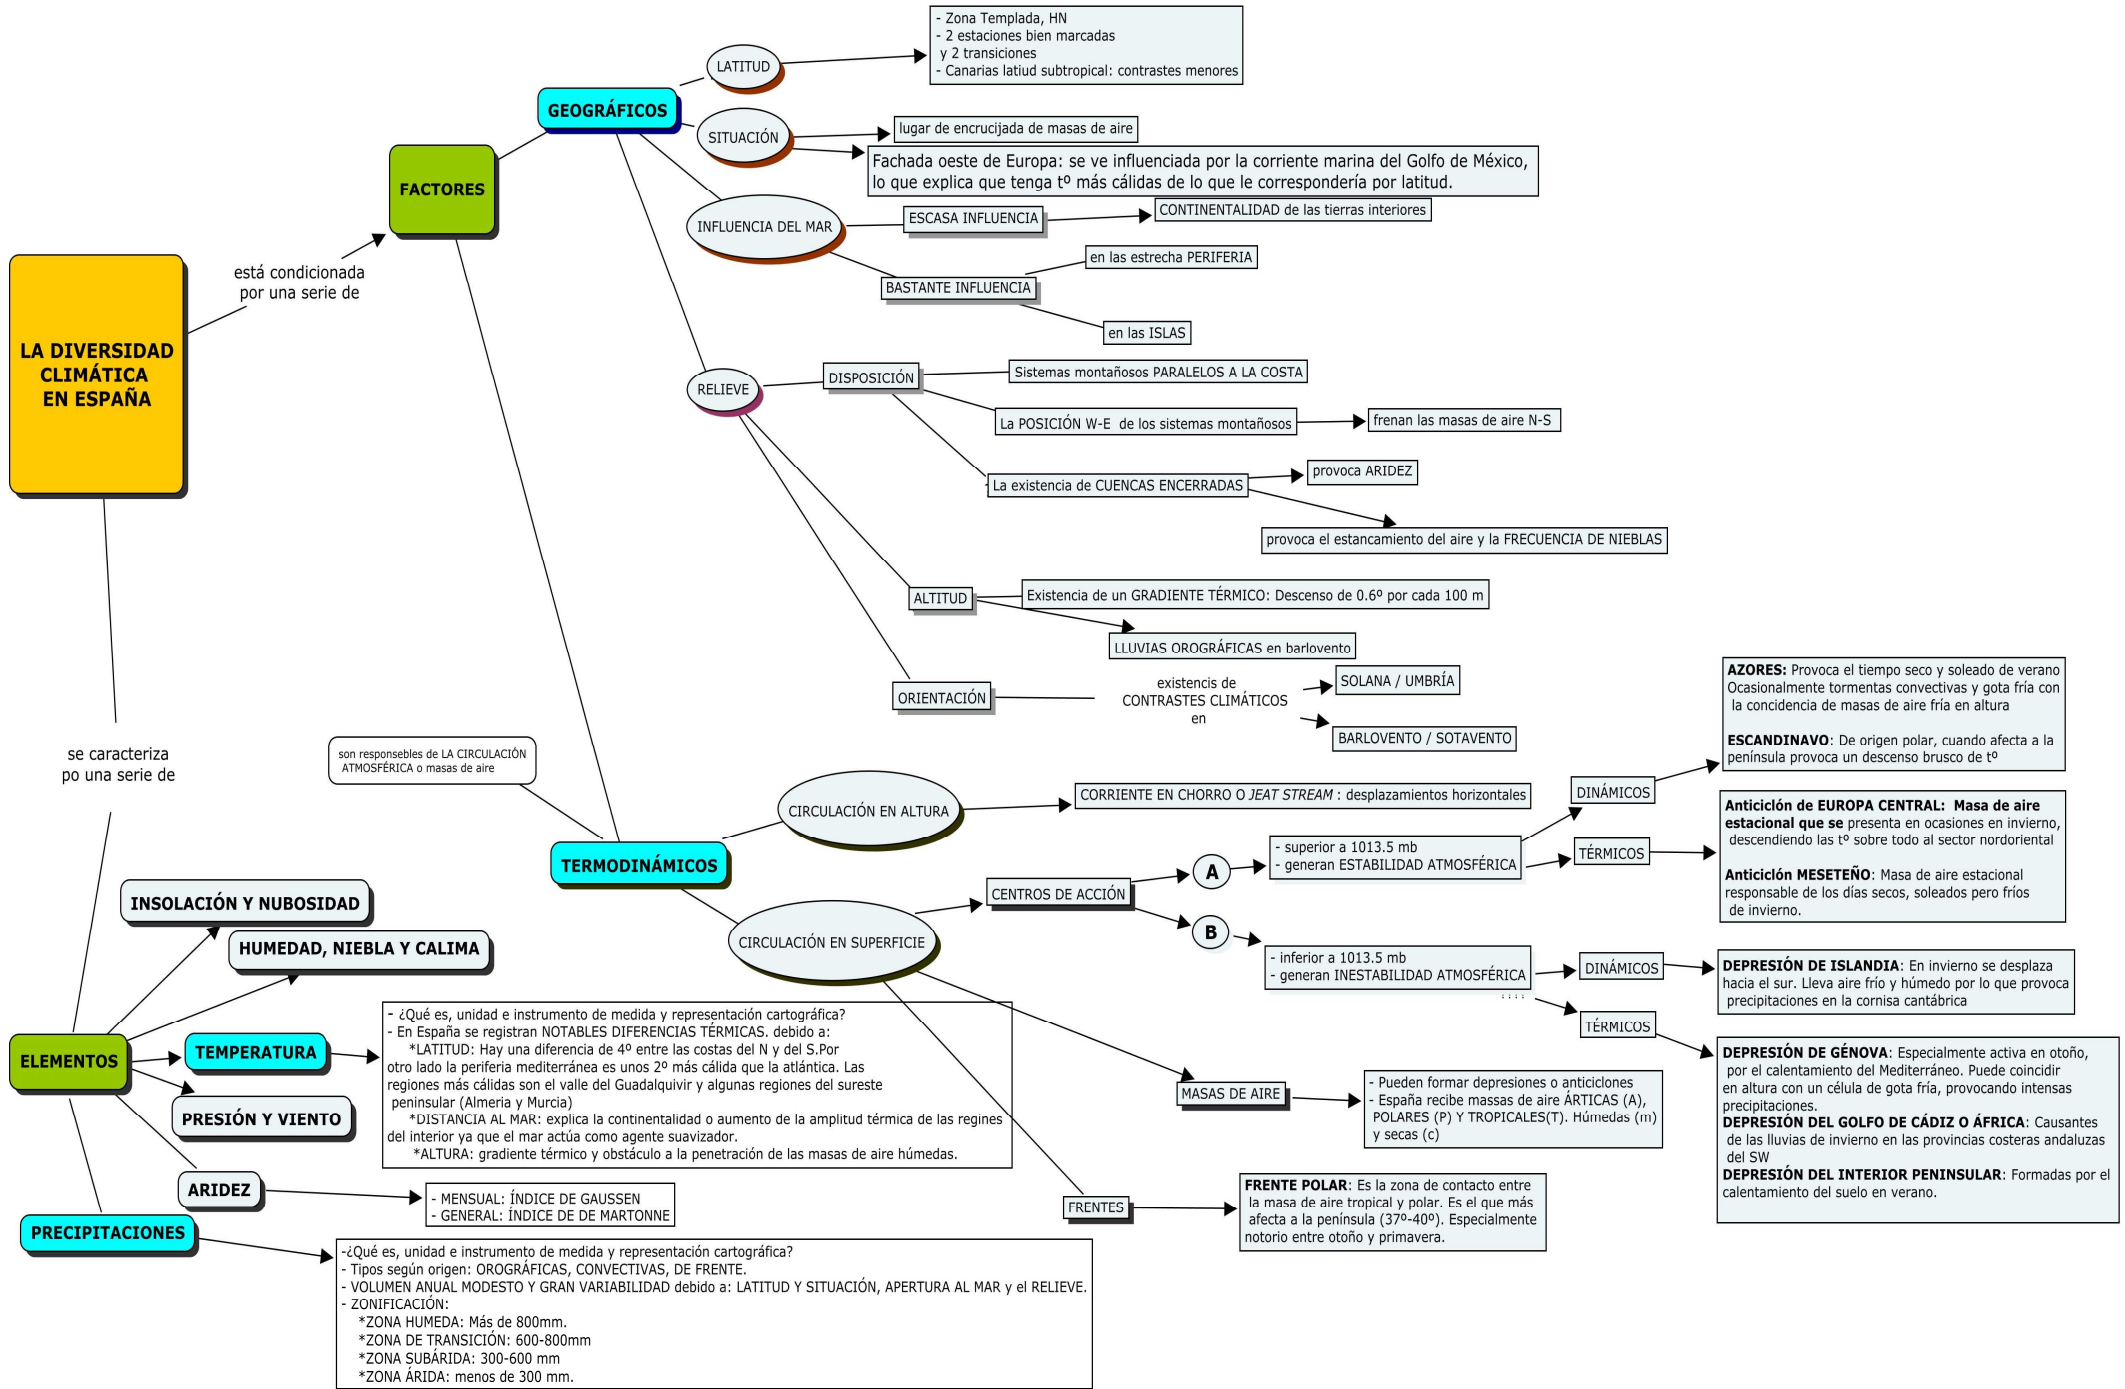 LA DIVERSIDAD
CLIMÁTICA
EN ESPAÑA
está condicionada
por una serie de
FACTORES
GEOGRÁFICOS
LATITUD
- Zona Templada, HN
- 2 estaciones bien marcadas
y 2 transiciones
- Canarias latiud subtropical: contrastes menores
SITUACIÓN
lugar de encrucijada de masas de aire
Fachada oeste de Europa: se ve influenciada por la corriente marina del Golfo de México,
lo que explica que tenga tº más cálidas de lo que le correspondería por latitud.
INFLUENCIA DEL MAR
ESCASA INFLUENCIA
CONTINENTALIDAD de las tierras interiores
BASTANTE INFLUENCIA
en las estrecha PERIFERIA
en las ISLAS
RELIEVE
DISPOSICIÓN
Sistemas montañosos PARALELOS A LA COSTA
La POSICIÓN W-E de los sistemas montañosos
frenan las masas de aire N-S
La existencia de CUENCAS ENCERRADAS
provoca ARIDEZ
provoca el estancamiento del aire y la FRECUENCIA DE NIEBLAS
ALTITUD
Existencia de un GRADIENTE TÉRMICO: Descenso de 0.6º por cada 100 m
LLUVIAS OROGRÁFICAS en barlovento
ORIENTACIÓN
existencis de
CONTRASTES CLIMÁTICOS
en
SOLANA / UMBRÍA
BARLOVENTO / SOTAVENTO
son responsebles de LA CIRCULACIÓN
ATMOSFÉRICA o masas de aire
TERMODINÁMICOS
CIRCULACIÓN EN ALTURA
CORRIENTE EN CHORRO O JEAT STREAM : desplazamientos horizontales
CIRCULACIÓN EN SUPERFICIE
CENTROS DE ACCIÓN
A
- superior a 1013.5 mb
- generan ESTABILIDAD ATMOSFÉRICA
DINÁMICOS
AZORES: Provoca el tiempo seco y soleado de verano
Ocasionalmente tormentas convectivas y gota fría con
la concidencia de masas de aire fría en altura
ESCANDINAVO: De origen polar, cuando afecta a la
península provoca un descenso brusco de tº
TÉRMICOS
Anticiclón de EUROPA CENTRAL: Masa de aire
estacional que se presenta en ocasiones en invierno,
descendiendo las tº sobre todo al sector nordoriental
Anticiclón MESETEÑO: Masa de aire estacional
responsable de los días secos, soleados pero fríos
de invierno.
B
- inferior a 1013.5 mb
- generan INESTABILIDAD ATMOSFÉRICA
DINÁMICOS
DEPRESIÓN DE ISLANDIA: En invierno se desplaza
hacia el sur. Lleva aire frío y húmedo por lo que provoca
precipitaciones en la cornisa cantábrica
TÉRMICOS
DEPRESIÓN DE GÉNOVA: Especialmente activa en otoño,
por el calentamiento del Mediterráneo. Puede coincidir
en altura con un célula de gota fría, provocando intensas
precipitaciones.
DEPRESIÓN DEL GOLFO DE CÁDIZ O ÁFRICA: Causantes
de las lluvias de invierno en las provincias costeras andaluzas
del SW
DEPRESIÓN DEL INTERIOR PENINSULAR: Formadas por el
calentamiento del suelo en verano.
MASAS DE AIRE
- Pueden formar depresiones o anticiclones
- España recibe massas de aire ÁRTICAS (A),
POLARES (P) Y TROPICALES(T). Húmedas (m)
y secas (c)
FRENTES
FRENTE POLAR: Es la zona de contacto entre
la masa de aire tropical y polar. Es el que más
afecta a la península (37º-40º). Especialmente
notorio entre otoño y primavera.
se caracteriza
po una serie de
ELEMENTOS
INSOLACIÓN Y NUBOSIDAD
HUMEDAD, NIEBLA Y CALIMA
TEMPERATURA
- ¿Qué es, unidad e instrumento de medida y representación cartográfica?
- En España se registran NOTABLES DIFERENCIAS TÉRMICAS. debido a:
*LATITUD: Hay una diferencia de 4º entre las costas del N y del S.Por
otro lado la periferia mediterránea es unos 2º más cálida que la atlántica. Las
regiones más cálidas son el valle del Guadalquivir y algunas regiones del sureste
peninsular (Almeria y Murcia)
*DISTANCIA AL MAR: explica la continentalidad o aumento de la amplitud térmica de las regines
del interior ya que el mar actúa como agente suavizador.
*ALTURA: gradiente térmico y obstáculo a la penetración de las masas de aire húmedas.
PRESIÓN Y VIENTO
ARIDEZ
- MENSUAL: ÍNDICE DE GAUSSEN
- GENERAL: ÍNDICE DE DE MARTONNE
PRECIPITACIONES
-¿Qué es, unidad e instrumento de medida y representación cartográfica?
- Tipos según origen: OROGRÁFICAS, CONVECTIVAS, DE FRENTE.
- VOLUMEN ANUAL MODESTO Y GRAN VARIABILIDAD debido a: LATITUD Y SITUACIÓN, APERTURA AL MAR y el RELIEVE.
- ZONIFICACIÓN:
*ZONA HUMEDA: Más de 800mm.
*ZONA DE TRANSICIÓN: 600-800mm
*ZONA SUBÁRIDA: 300-600 mm
*ZONA ÁRIDA: menos de 300 mm.